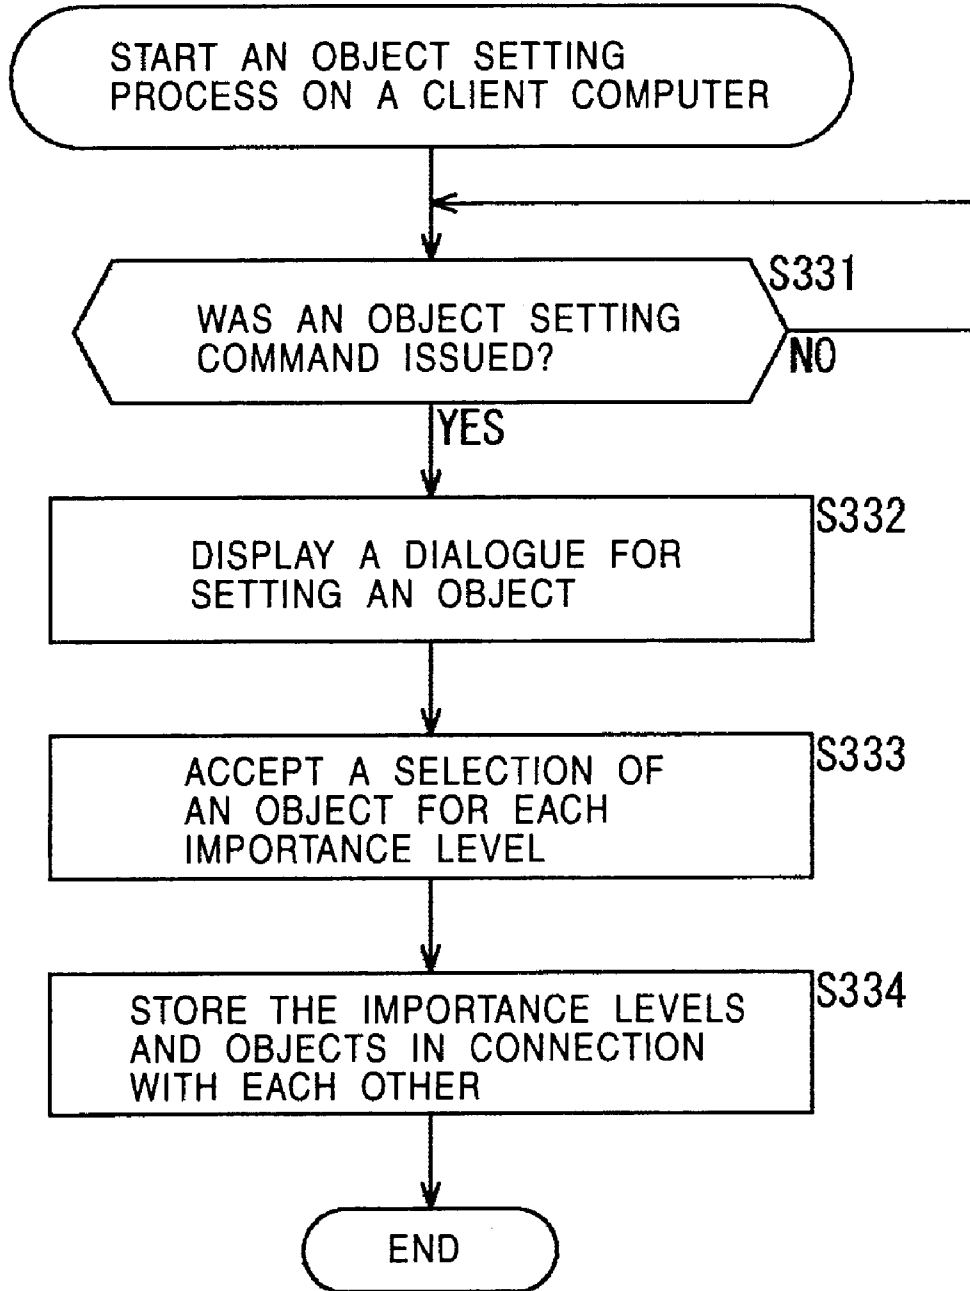 START AN OBJECT SETTING
PROCESS ON A CLIENT COMPUTER
S331
WAS AN OBJECT SETTING
COMMAND ISSUED?
NO
YES
S332
DISPLAY A DIALOGUE FOR
SETTING AN OBJECT
S333
ACCEPT A SELECTION OF
AN OBJECT FOR EACH
IMPORTANCE LEVEL
S334
STORE THE IMPORTANCE LEVELS
AND OBJECTS IN CONNECTION
WITH EACH OTHER
END